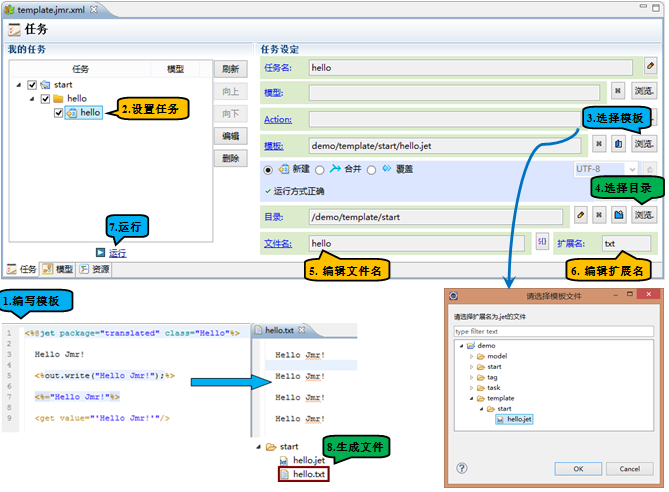 template.jmr.xml
任务
我的任务
任务设定
任务
模型
刷新
向上
向下
编辑
删除
start
hello
hello
2.设置任务
7.运行
运行
任务名:
hello
模型:
浏览.
Action:
3.选择模板
模板:
demo/template/start/hello.jet
浏览.
新建
合并
覆盖
UTF-8
运行方式正确
4.选择目录
目录:
/demo/template/start
浏览.
文件名:
hello
扩展名:
txt
5. 编辑文件名
6. 编辑扩展名
任务
模型
资源
1.编写模板
1 <%@jet package="translated" class="Hello"%>
2
3 Hello Jmr!
4
5 <%out.write("Hello Jmr!");%>
6
7 <%="Hello Jmr!"%>
8
9 <get value="'Hello Jmr!'"/>
hello.txt
Hello Jmr!
Hello Jmr!
Hello Jmr!
Hello Jmr!
start
hello.jet
hello.txt
8.生成文件
请选择模板文件
请选择扩展名为.jet的文件
type filter text
demo
model
start
tag
task
template
start
hello.jet
OK
Cancel